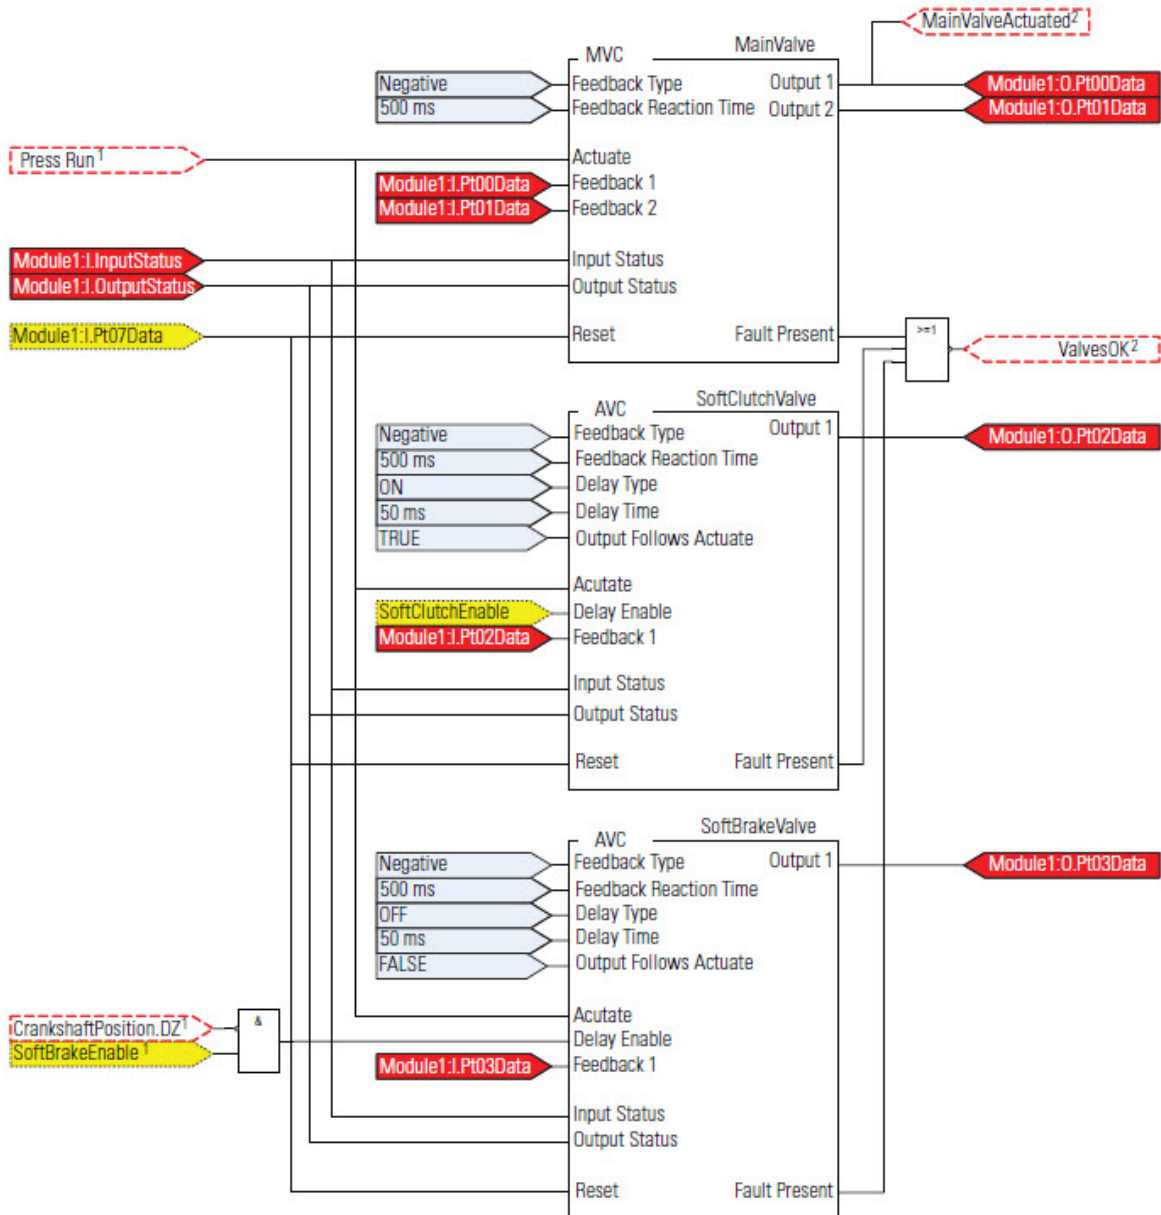 MainValveActuated²
MVC
MainValve
Negative
Feedback Type
Output 1
Module1:O.Pt00Data
500 ms
Feedback Reaction Time
Output 2
Module1:O.Pt01Data
Press Run¹
Actuate
Module1:I.Pt00Data
Feedback 1
Module1:I.Pt01Data
Feedback 2
Module1:I.InputStatus
Input Status
Module1:I.OutputStatus
Output Status
Module1:I.Pt07Data
Reset
Fault Present
>=1
ValvesOK²
AVC
SoftClutchValve
Negative
Feedback Type
Output 1
Module1:O.Pt02Data
500 ms
Feedback Reaction Time
ON
Delay Type
50 ms
Delay Time
TRUE
Output Follows Actuate
Acutate
SoftClutchEnable
Delay Enable
Module1:I.Pt02Data
Feedback 1
Input Status
Output Status
Reset
Fault Present
AVC
SoftBrakeValve
Negative
Feedback Type
Output 1
Module1:O.Pt03Data
500 ms
Feedback Reaction Time
OFF
Delay Type
50 ms
Delay Time
FALSE
Output Follows Actuate
CrankshaftPosition.DZ¹
&
Acutate
SoftBrakeEnable ¹
Delay Enable
Module1:I.Pt03Data
Feedback 1
Input Status
Output Status
Reset
Fault Present